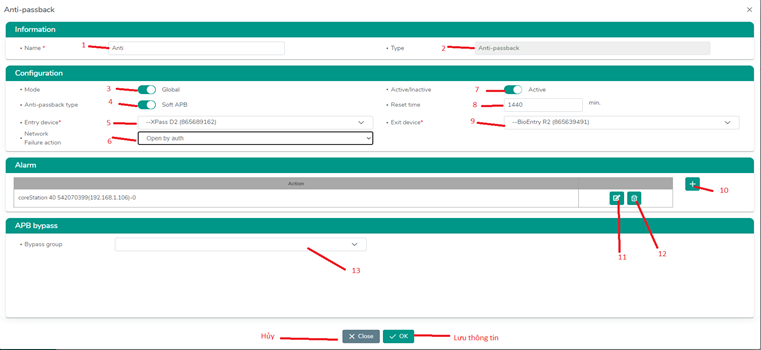 Anti-passback
Information
• Name * 1 Anti • Type 2 Anti-passback
Configuration
• Mode 3 Global • Active/Inactive 7 Active
• Anti-passback type 4 Soft APB • Reset time 8 1440 min.
• Entry device* 5 --XPass D2 (865689162) • Exit device* 9 --BioEntry R2 (865639491)
• Network
Failure action 6 Open by auth
Alarm
Action
10
coreStation 40 542070399(192.168.1.106)-0
11 12
APB bypass
• Bypass group
13
Hủy Close OK Lưu thông tin